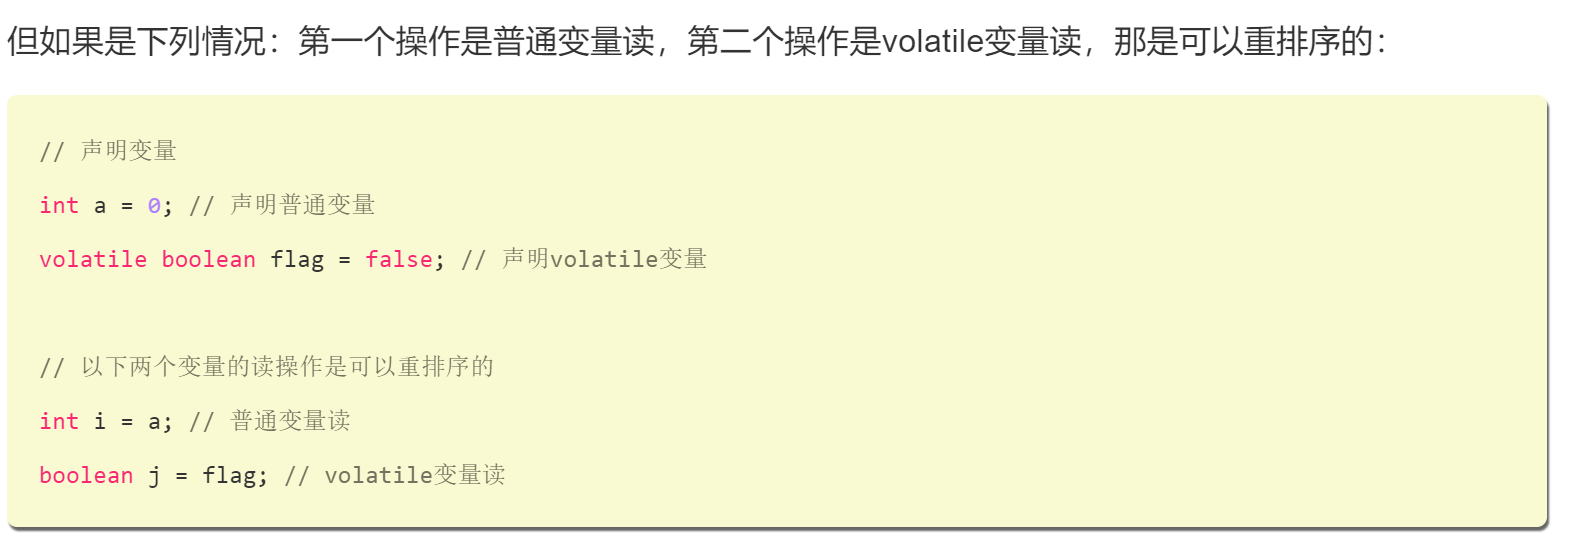 但如果是下列情况：第一个操作是普通变量读，第二个操作是volatile变量读，那是可以重排序的：
// 声明变量
int a = 0; // 声明普通变量
volatile boolean flag = false; // 声明volatile变量
// 以下两个变量的读操作是可以重排序的
int i = a; // 普通变量读
boolean j = flag; // volatile变量读